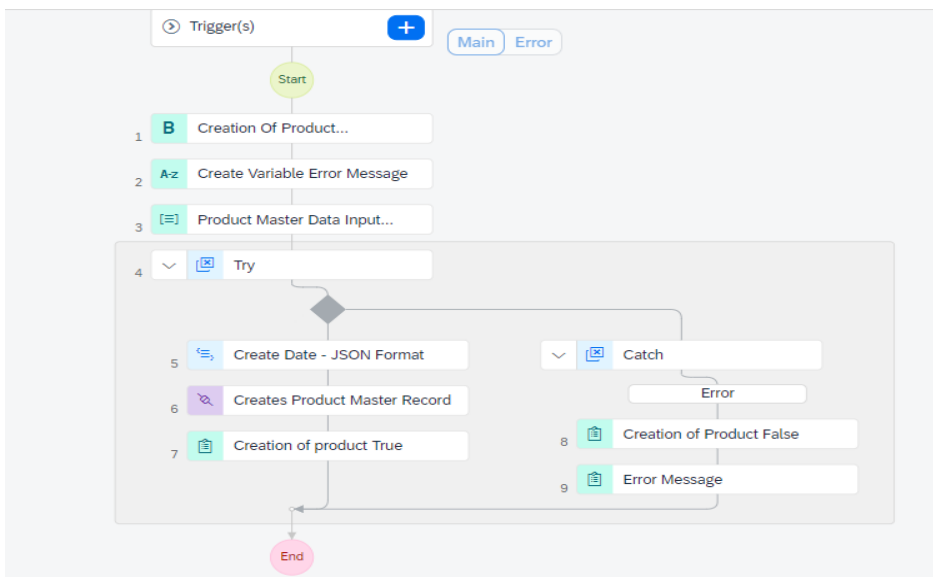 Trigger(s)
Main Error
Start
1 B Creation Of Product...
2 A-z Create Variable Error Message
3 Product Master Data Input...
4 Try
5 Create Date - JSON Format
Catch
Error
6 Creates Product Master Record
7 Creation of product True
8 Creation of Product False
9 Error Message
End